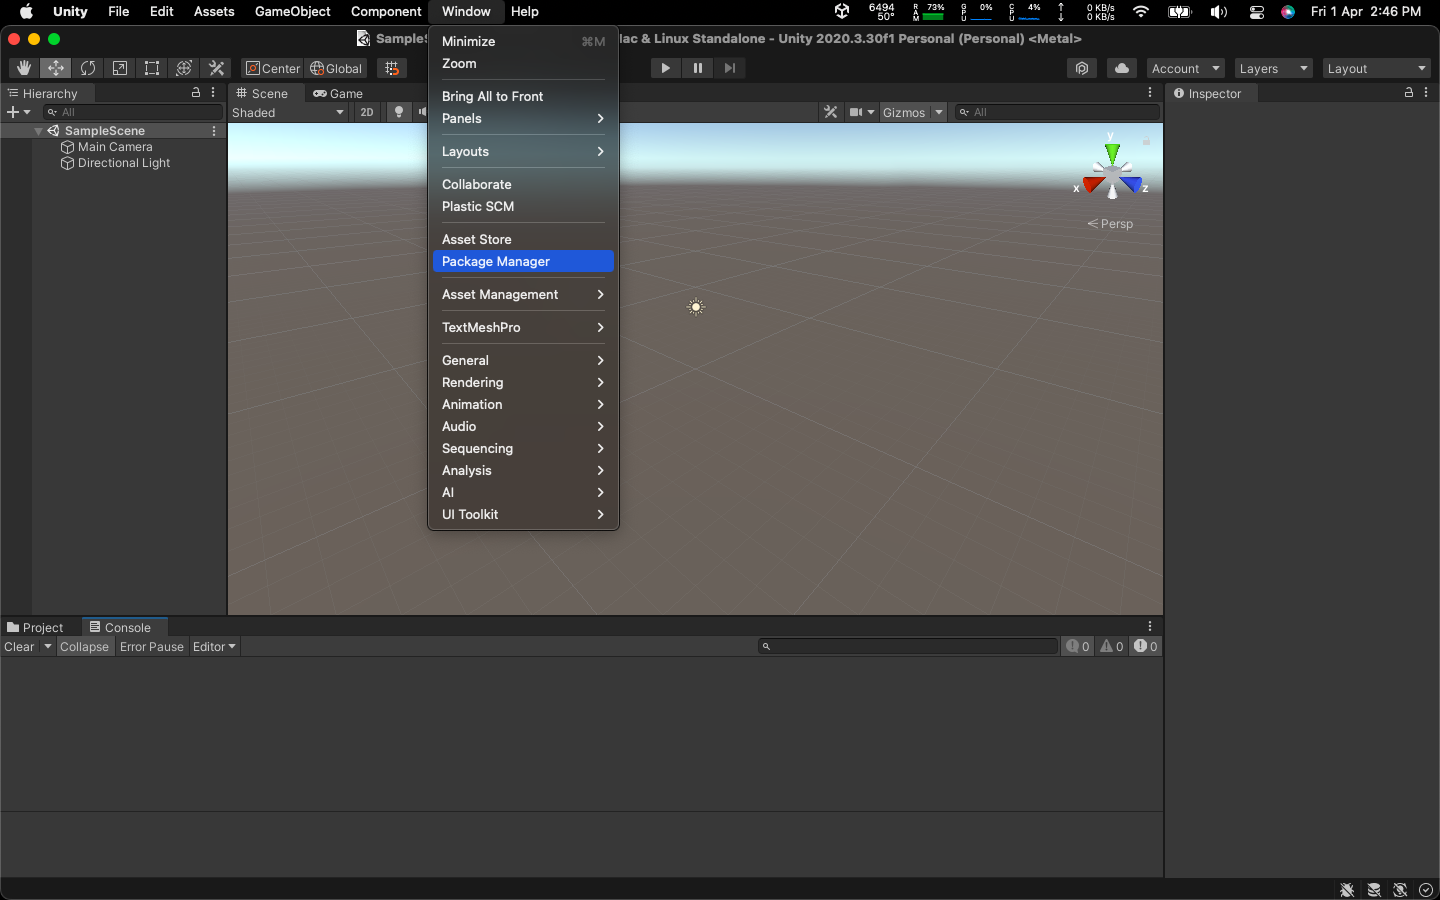 Unity File Edit Assets GameObject Component Window Help 6494 50° RAM 73% GPU 0% CPU 4% 0 KB/s 0 KB/s Fri 1 Apr 2:46 PM
SampleS
Mac & Linux Standalone - Unity 2020.3.30f1 Personal (Personal) <Metal>
Center Global Account Layers Layout
Hierarchy Scene Game Inspector
All Shaded 2D Gizmos All
SampleScene
Main Camera
Directional Light
Minimize ⌘M
Zoom
Bring All to Front
Panels
Layouts
Collaborate
Plastic SCM
Asset Store
Package Manager
Asset Management
TextMeshPro
General
Rendering
Animation
Audio
Sequencing
Analysis
AI
UI Toolkit
y
x z
Persp
Project Console
Clear Collapse Error Pause Editor 0 0 0